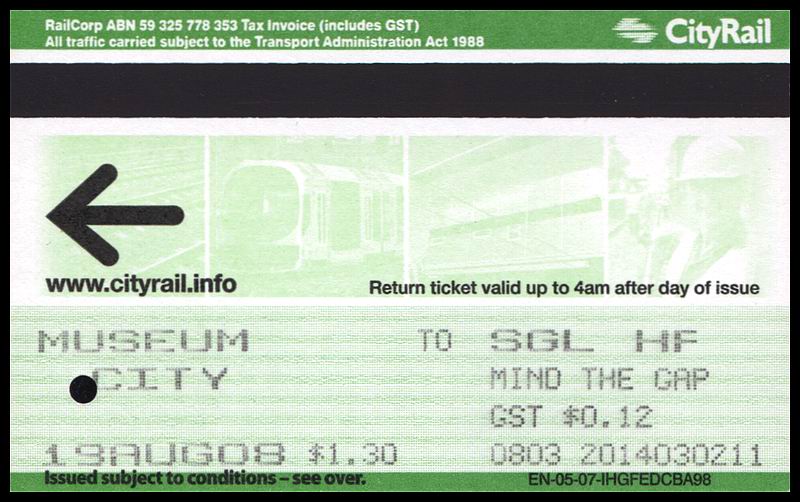 RailCorp ABN 59 325 778 353 Tax Invoice (includes GST)
All traffic carried subject to the Transport Administration Act 1988
CityRail
www.cityrail.info
Return ticket valid up to 4am after day of issue
MUSEUM TO SGL HF
CITY MIND THE GAP
GST $0.12
19AUG08 $1.30 0803 2014030211
Issued subject to conditions – see over.
EN-05-07-IHGFEDCBA98